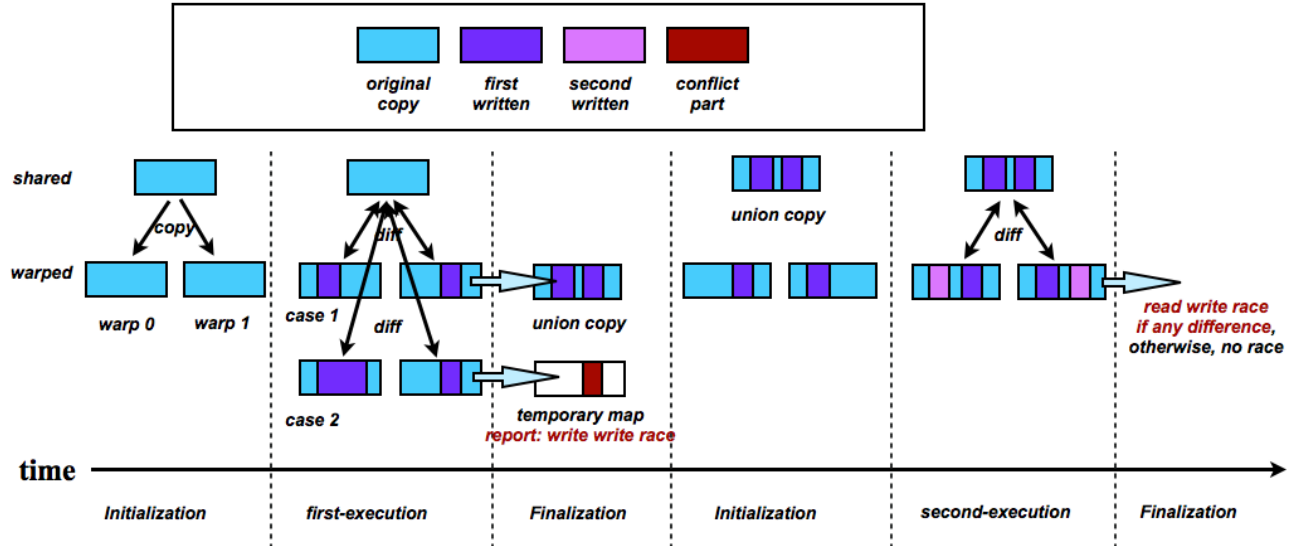 original
copy
first
written
second
written
conflict
part
shared
copy
diff
union copy
diff
warped
warp 0
warp 1
case 1
diff
union copy
read write race
if any difference,
otherwise, no race
case 2
temporary map
report: write write race
time
Initialization
first-execution
Finalization
Initialization
second-execution
Finalization